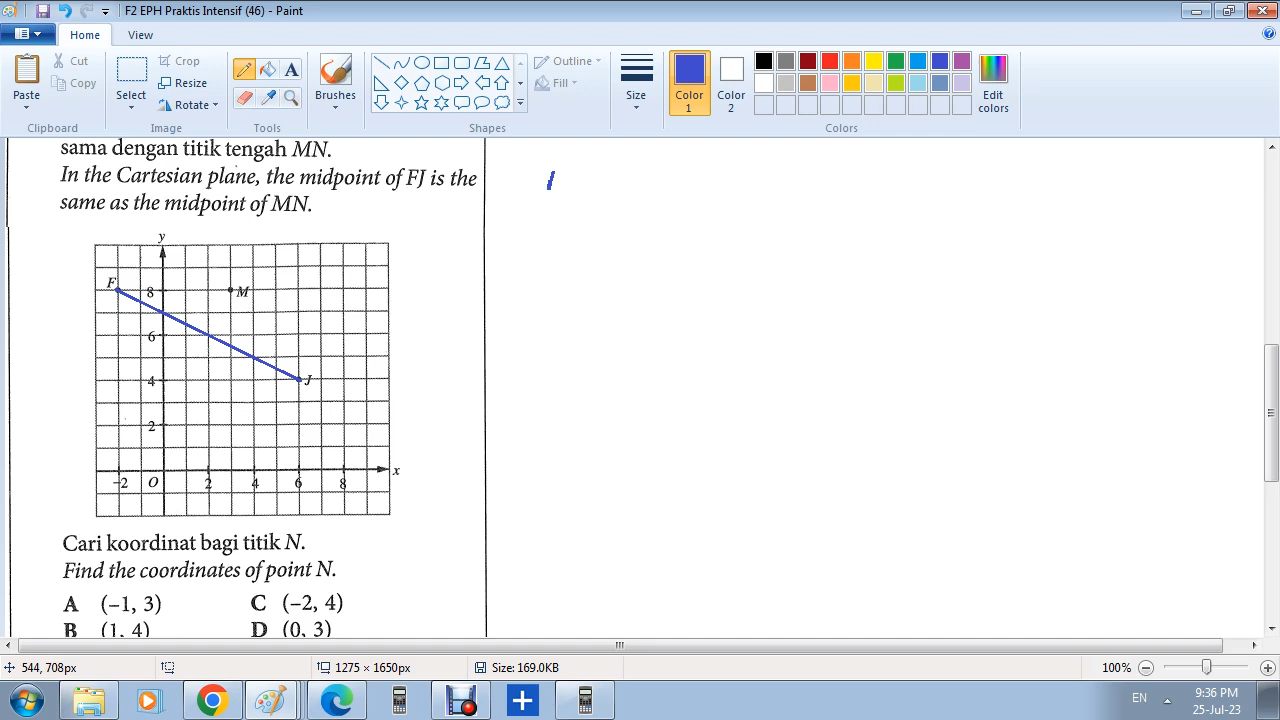 F2 EPH Praktis Intensif (46) - Paint
Home
View
Paste
Cut
Copy
Clipboard
Select
Crop
Resize
Rotate
Image
A
Tools
Brushes
Outline
Fill
Shapes
Size
Color 1
Color 2
Edit colors
Colors
sama dengan titik tengah MN.
In the Cartesian plane, the midpoint of FJ is the
same as the midpoint of MN.
y
F
8
M
6
4
J
2
–2
O
2
4
6
8
x
Cari koordinat bagi titik N.
Find the coordinates of point N.
A (–1, 3)
C (–2, 4)
B (1, 4)
D (0, 3)
544, 708px
1275 × 1650px
Size: 169.0KB
100%
EN
9:36 PM
25-Jul-23